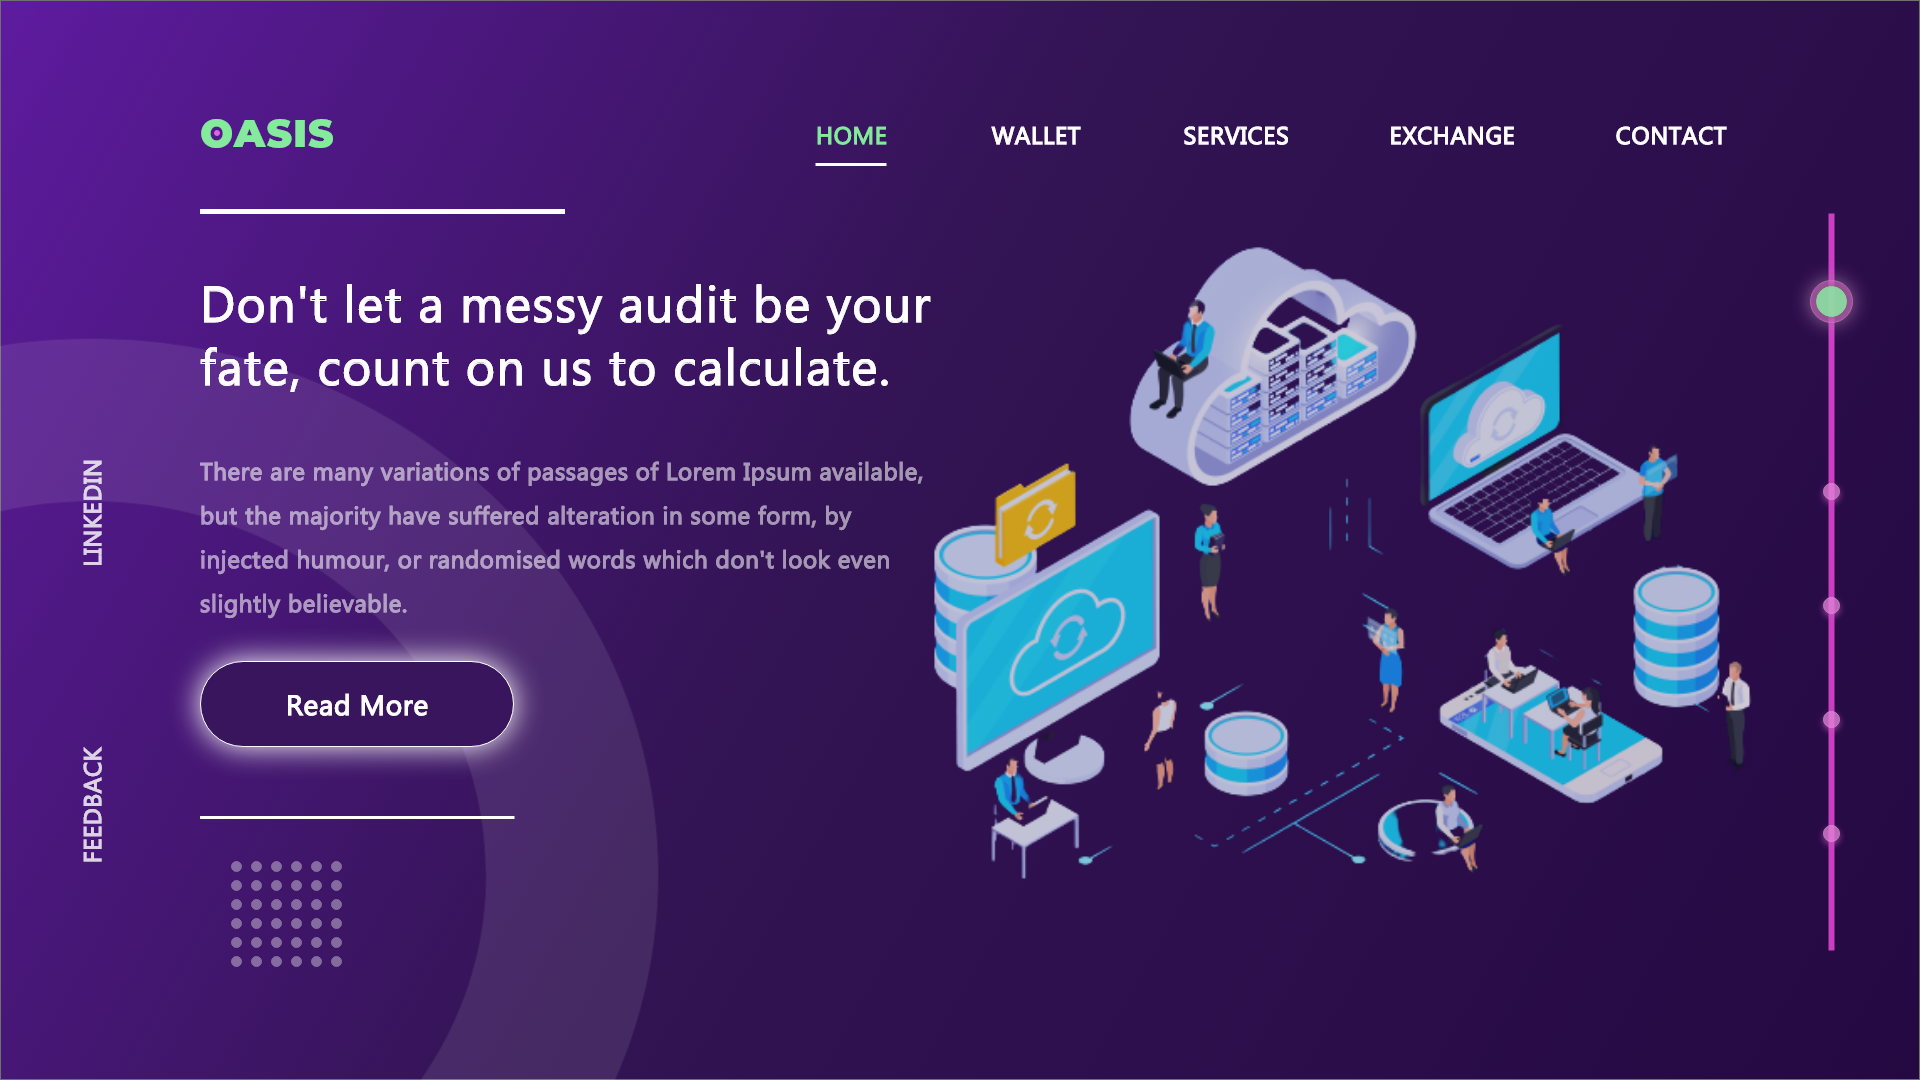 OASIS
HOME
WALLET
SERVICES
EXCHANGE
CONTACT
Don't let a messy audit be your
fate, count on us to calculate.
There are many variations of passages of Lorem Ipsum available,
but the majority have suffered alteration in some form, by
injected humour, or randomised words which don't look even
slightly believable.
Read More
LINKEDIN
FEEDBACK